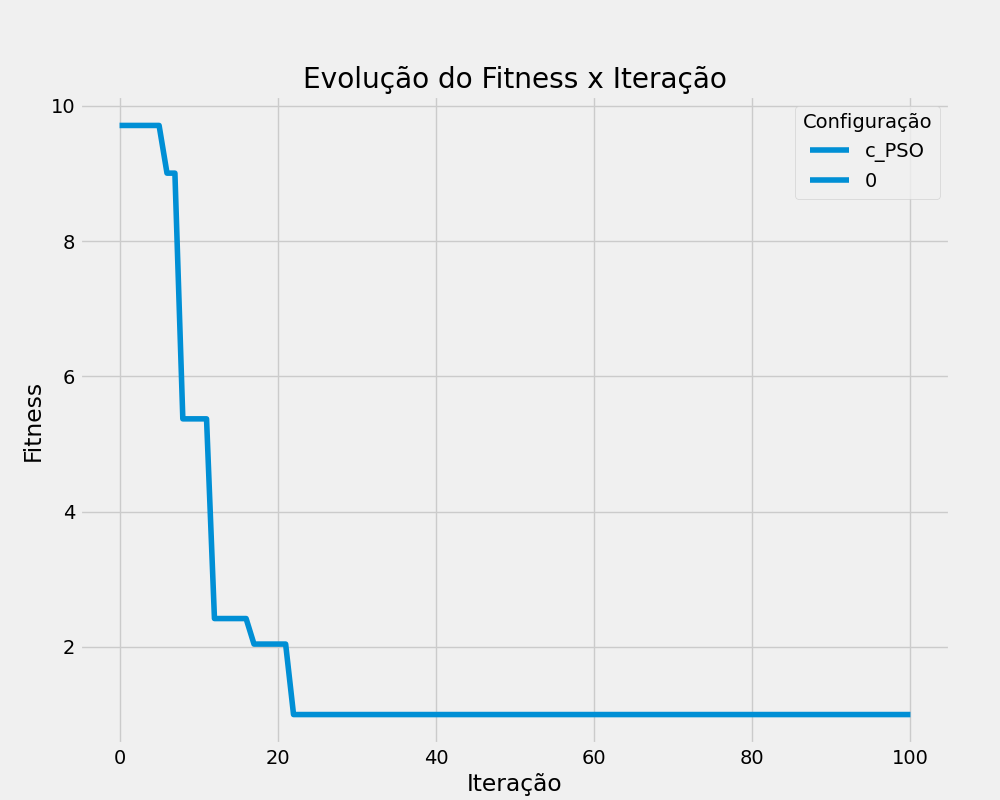 Evolução do Fitness x Iteração
10
8
6
4
2
Fitness
Configuração
c_PSO
0
0 20 40 60 80 100
Iteração